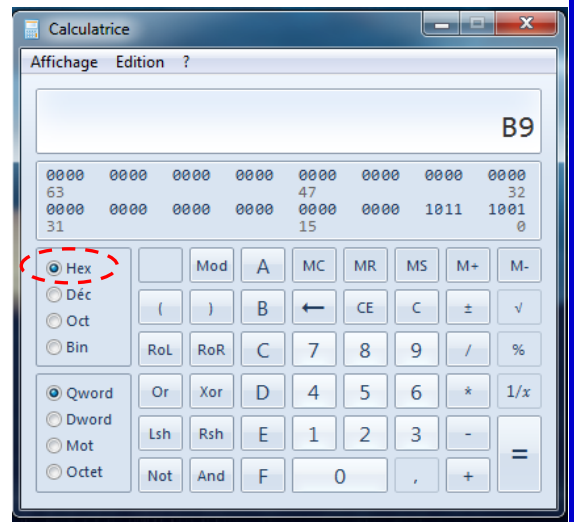 Calculatrice
Affichage Edition ?
B9
0000 0000 0000 0000 0000 0000 0000 0000
63 47 32
0000 0000 0000 0000 0000 0000 1011 1001
31 15 0
Hex Mod A MC MR MS M+ M-
Déc
Oct ( ) B ← CE C ± √
Bin RoL RoR C 7 8 9 / %
Qword Or Xor D 4 5 6 * 1/x
Dword
Mot Lsh Rsh E 1 2 3 - =
Octet Not And F 0 , +